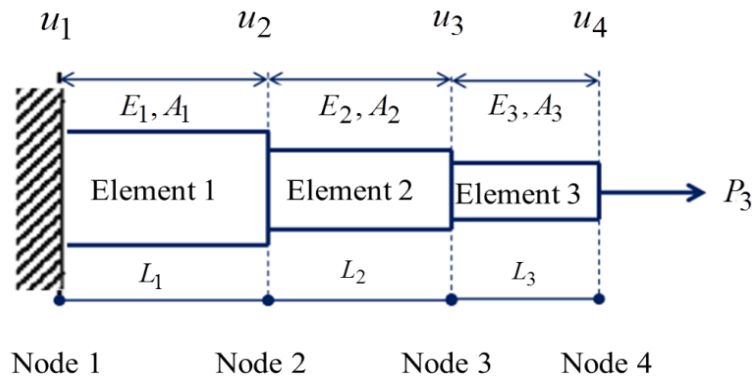 u₁ u₂ u₃ u₄
E₁, A₁ E₂, A₂ E₃, A₃
Element 1 Element 2 Element 3 P₃
L₁ L₂ L₃
Node 1 Node 2 Node 3 Node 4